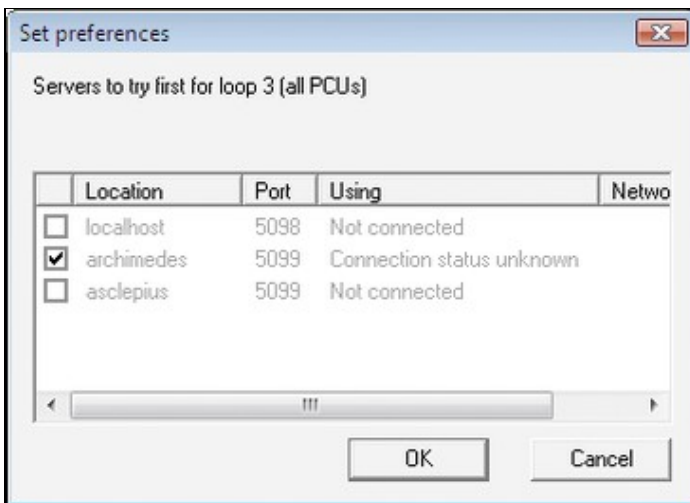 Set preferences
Servers to try first for loop 3 (all PCUs)
Location Port Using Netwo
localhost 5098 Not connected
archimedes 5099 Connection status unknown
asclepius 5099 Not connected
OK Cancel